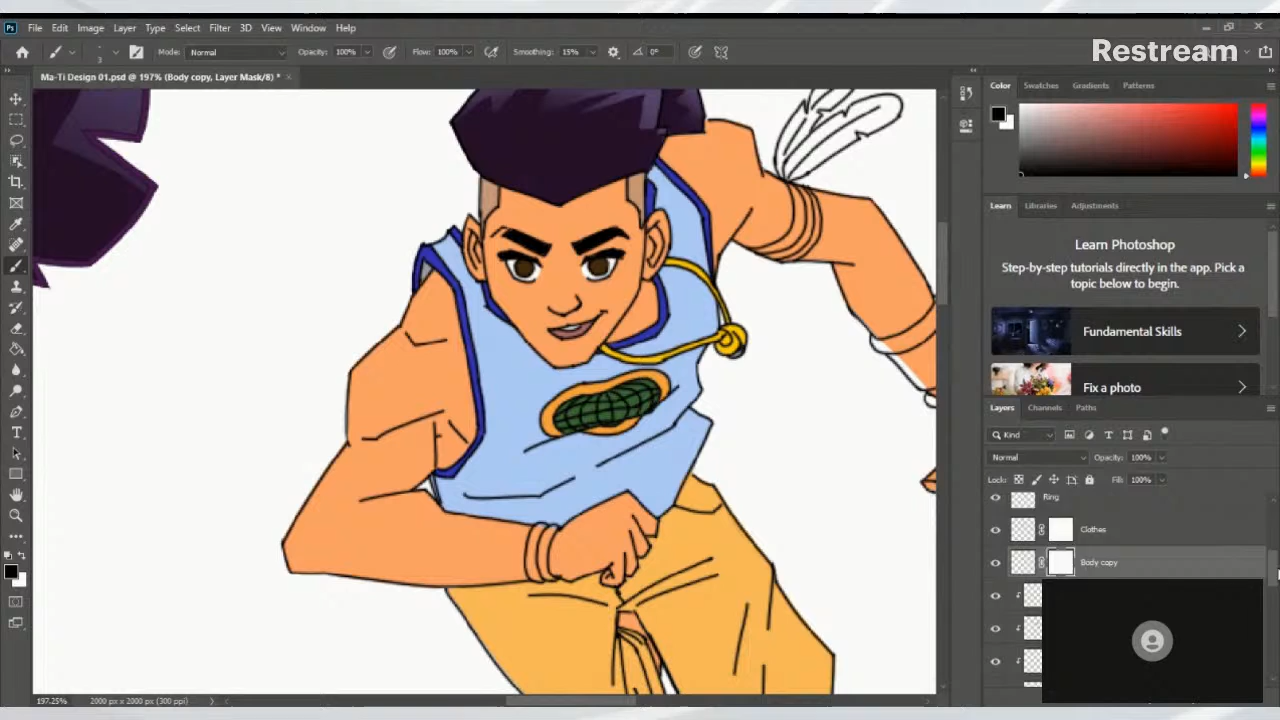 Ps File Edit Image Layer Type Select Filter 3D View Window Help
Restream
3 Mode: Normal Opacity: 100% Flow: 100% Smoothing: 15% 0°
Ma-Ti Design 01.psd @ 197% (Body copy, Layer Mask/8) *
Color Swatches Gradients Patterns
Learn Libraries Adjustments
Learn Photoshop
Step-by-step tutorials directly in the app. Pick a
topic below to begin.
Fundamental Skills
Fix a photo
Layers Channels Paths
Kind
Normal Opacity: 100%
Lock: Fill: 100%
Ring
Clothes
Body copy
197.25% 2000 px x 2000 px (300 ppi)